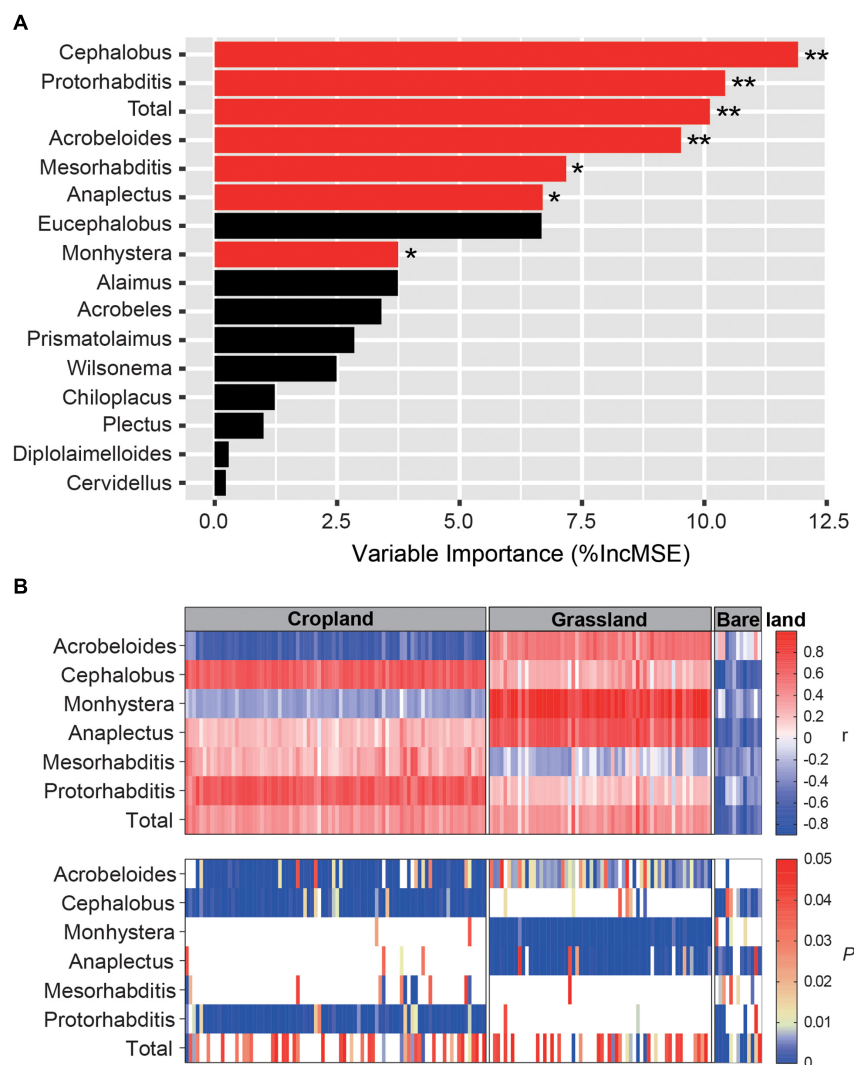 A
Cephalobus **
Protorhabditis **
Total **
Acrobeloides **
Mesorhabditis *
Anaplectus *
Eucephalobus
Monhystera *
Alaimus
Acrobeles
Prismatolaimus
Wilsonema
Chiloplacus
Plectus
Diplolaimelloides
Cervidellus
0.0 2.5 5.0 7.5 10.0 12.5
Variable Importance (%IncMSE)
B
Cropland Grassland Bare land
Acrobeloides
Cephalobus
Monhystera
Anaplectus
Mesorhabditis
Protorhabditis
Total
0.8
0.6
0.4
0.2
0
-0.2
-0.4
-0.6
-0.8
r
Acrobeloides
Cephalobus
Monhystera
Anaplectus
Mesorhabditis
Protorhabditis
Total
0.05
0.04
0.03
0.02
0.01
0
P